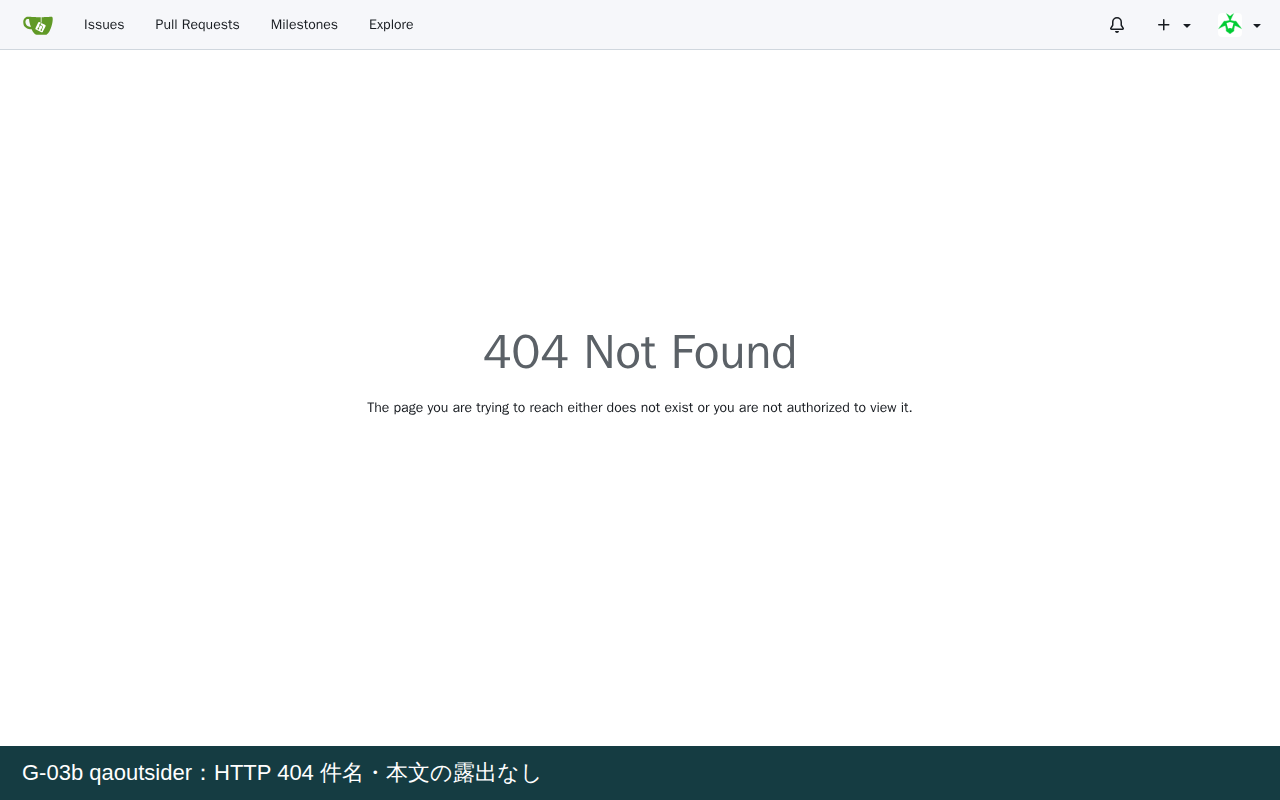 Issues
Pull Requests
Milestones
Explore
404 Not Found
The page you are trying to reach either does not exist or you are not authorized to view it.
G-03b qaoutsider：HTTP 404 件名・本文の露出なし